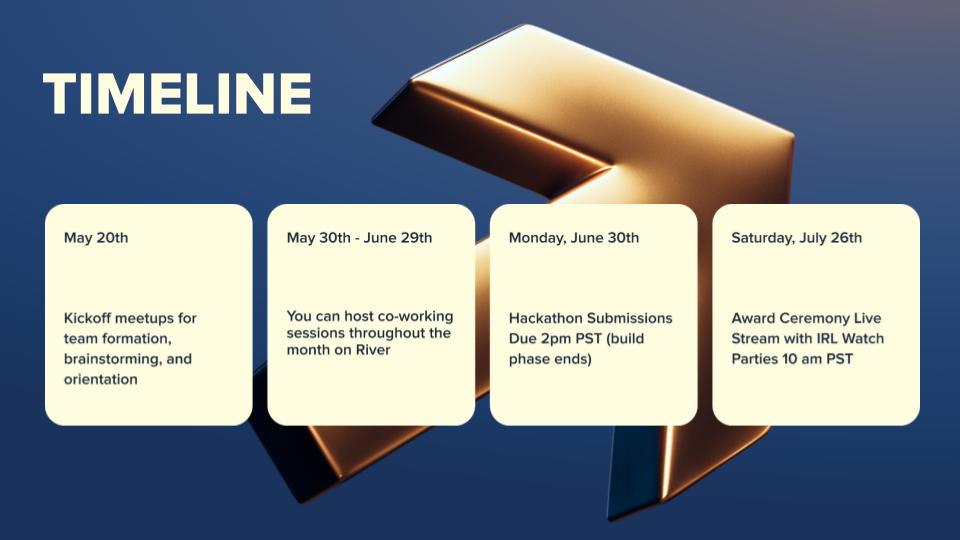 TIMELINE
May 20th
Kickoff meetups for
team formation,
brainstorming, and
orientation
May 30th - June 29th
You can host co-working
sessions throughout the
month on River
Monday, June 30th
Hackathon Submissions
Due 2pm PST (build
phase ends)
Saturday, July 26th
Award Ceremony Live
Stream with IRL Watch
Parties 10 am PST